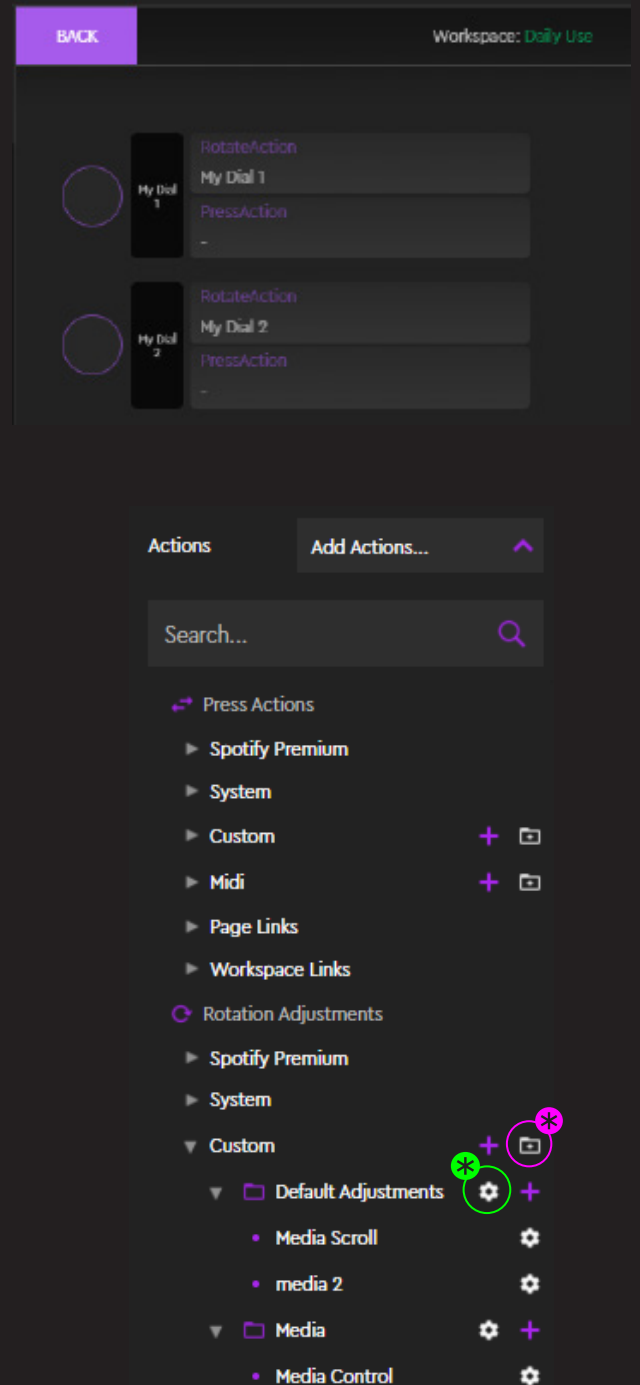 BACK
Workspace: Daily Use
My Dial
1
RotateAction
My Dial 1
PressAction
-
My Dial
2
RotateAction
My Dial 2
PressAction
-
Actions
Add Actions...
Search...
Press Actions
Spotify Premium
System
Custom
Midi
Page Links
Workspace Links
Rotation Adjustments
Spotify Premium
System
Custom
Default Adjustments
Media Scroll
media 2
Media
Media Control